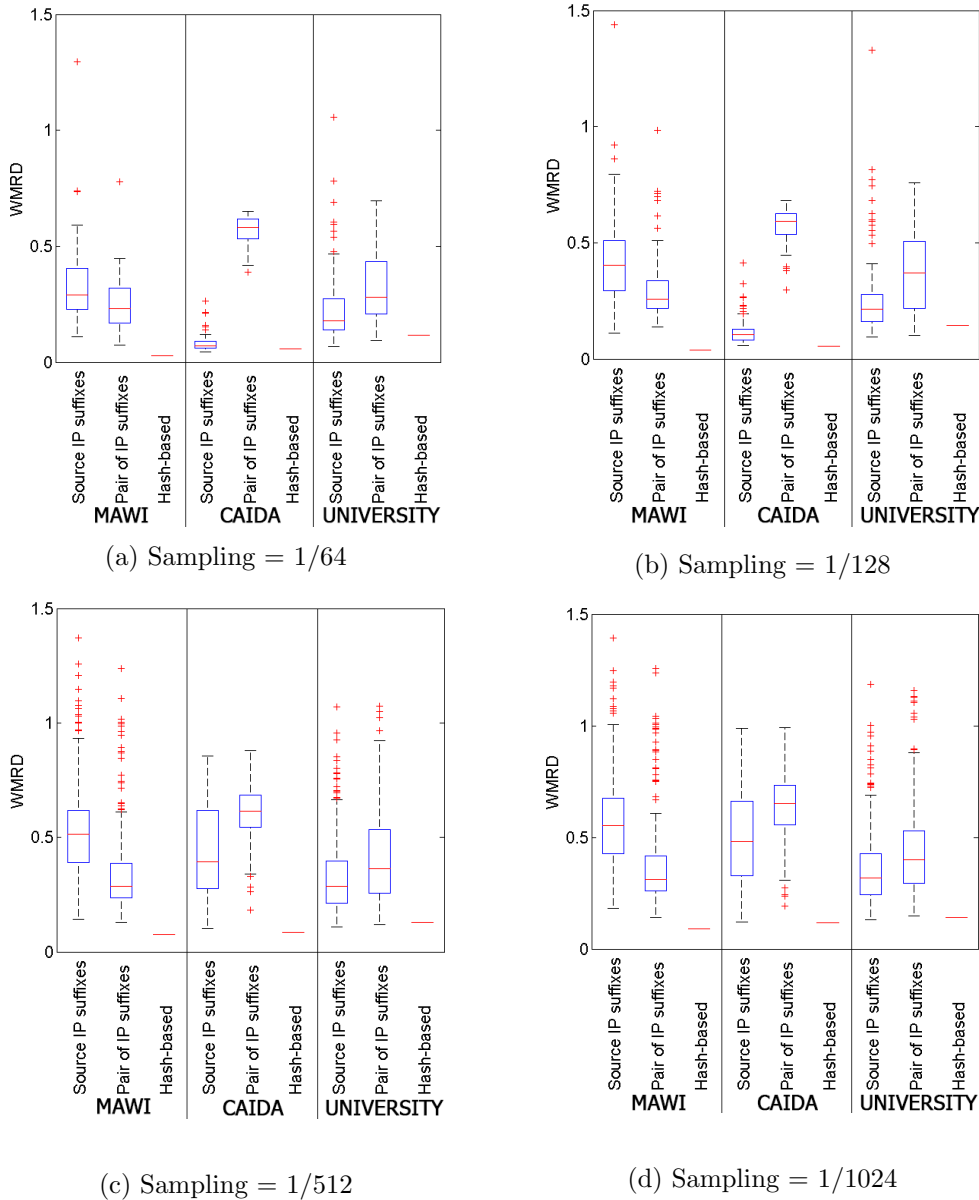 1.5
1
0.5
0
WMRD
Source IP suffixes
Pair of IP suffixes
Hash-based
Source IP suffixes
Pair of IP suffixes
Hash-based
Source IP suffixes
Pair of IP suffixes
Hash-based
MAWI CAIDA UNIVERSITY
(a) Sampling = 1/64
1.5
1
0.5
0
WMRD
Source IP suffixes
Pair of IP suffixes
Hash-based
Source IP suffixes
Pair of IP suffixes
Hash-based
Source IP suffixes
Pair of IP suffixes
Hash-based
MAWI CAIDA UNIVERSITY
(b) Sampling = 1/128
1.5
1
0.5
0
WMRD
Source IP suffixes
Pair of IP suffixes
Hash-based
Source IP suffixes
Pair of IP suffixes
Hash-based
Source IP suffixes
Pair of IP suffixes
Hash-based
MAWI CAIDA UNIVERSITY
(c) Sampling = 1/512
1.5
1
0.5
0
WMRD
Source IP suffixes
Pair of IP suffixes
Hash-based
Source IP suffixes
Pair of IP suffixes
Hash-based
Source IP suffixes
Pair of IP suffixes
Hash-based
MAWI CAIDA UNIVERSITY
(d) Sampling = 1/1024